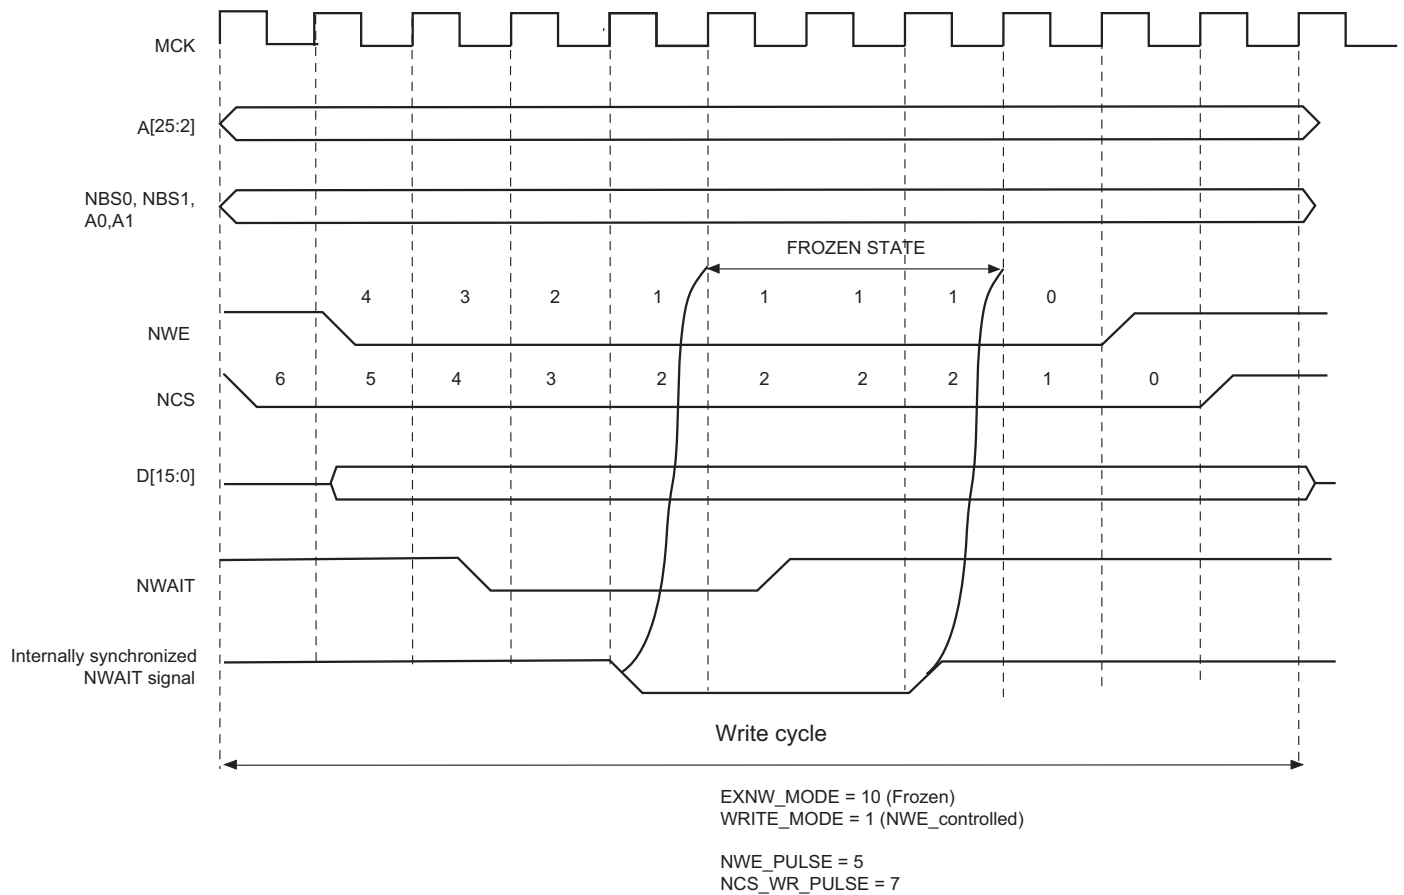 MCK
A[25:2]
NBS0, NBS1,
A0,A1
FROZEN STATE
4 3 2 1 1 1 1 0
NWE
6 5 4 3 2 2 2 2 1 0
NCS
D[15:0]
NWAIT
Internally synchronized
NWAIT signal
Write cycle
EXNW_MODE = 10 (Frozen)
WRITE_MODE = 1 (NWE_controlled)
NWE_PULSE = 5
NCS_WR_PULSE = 7